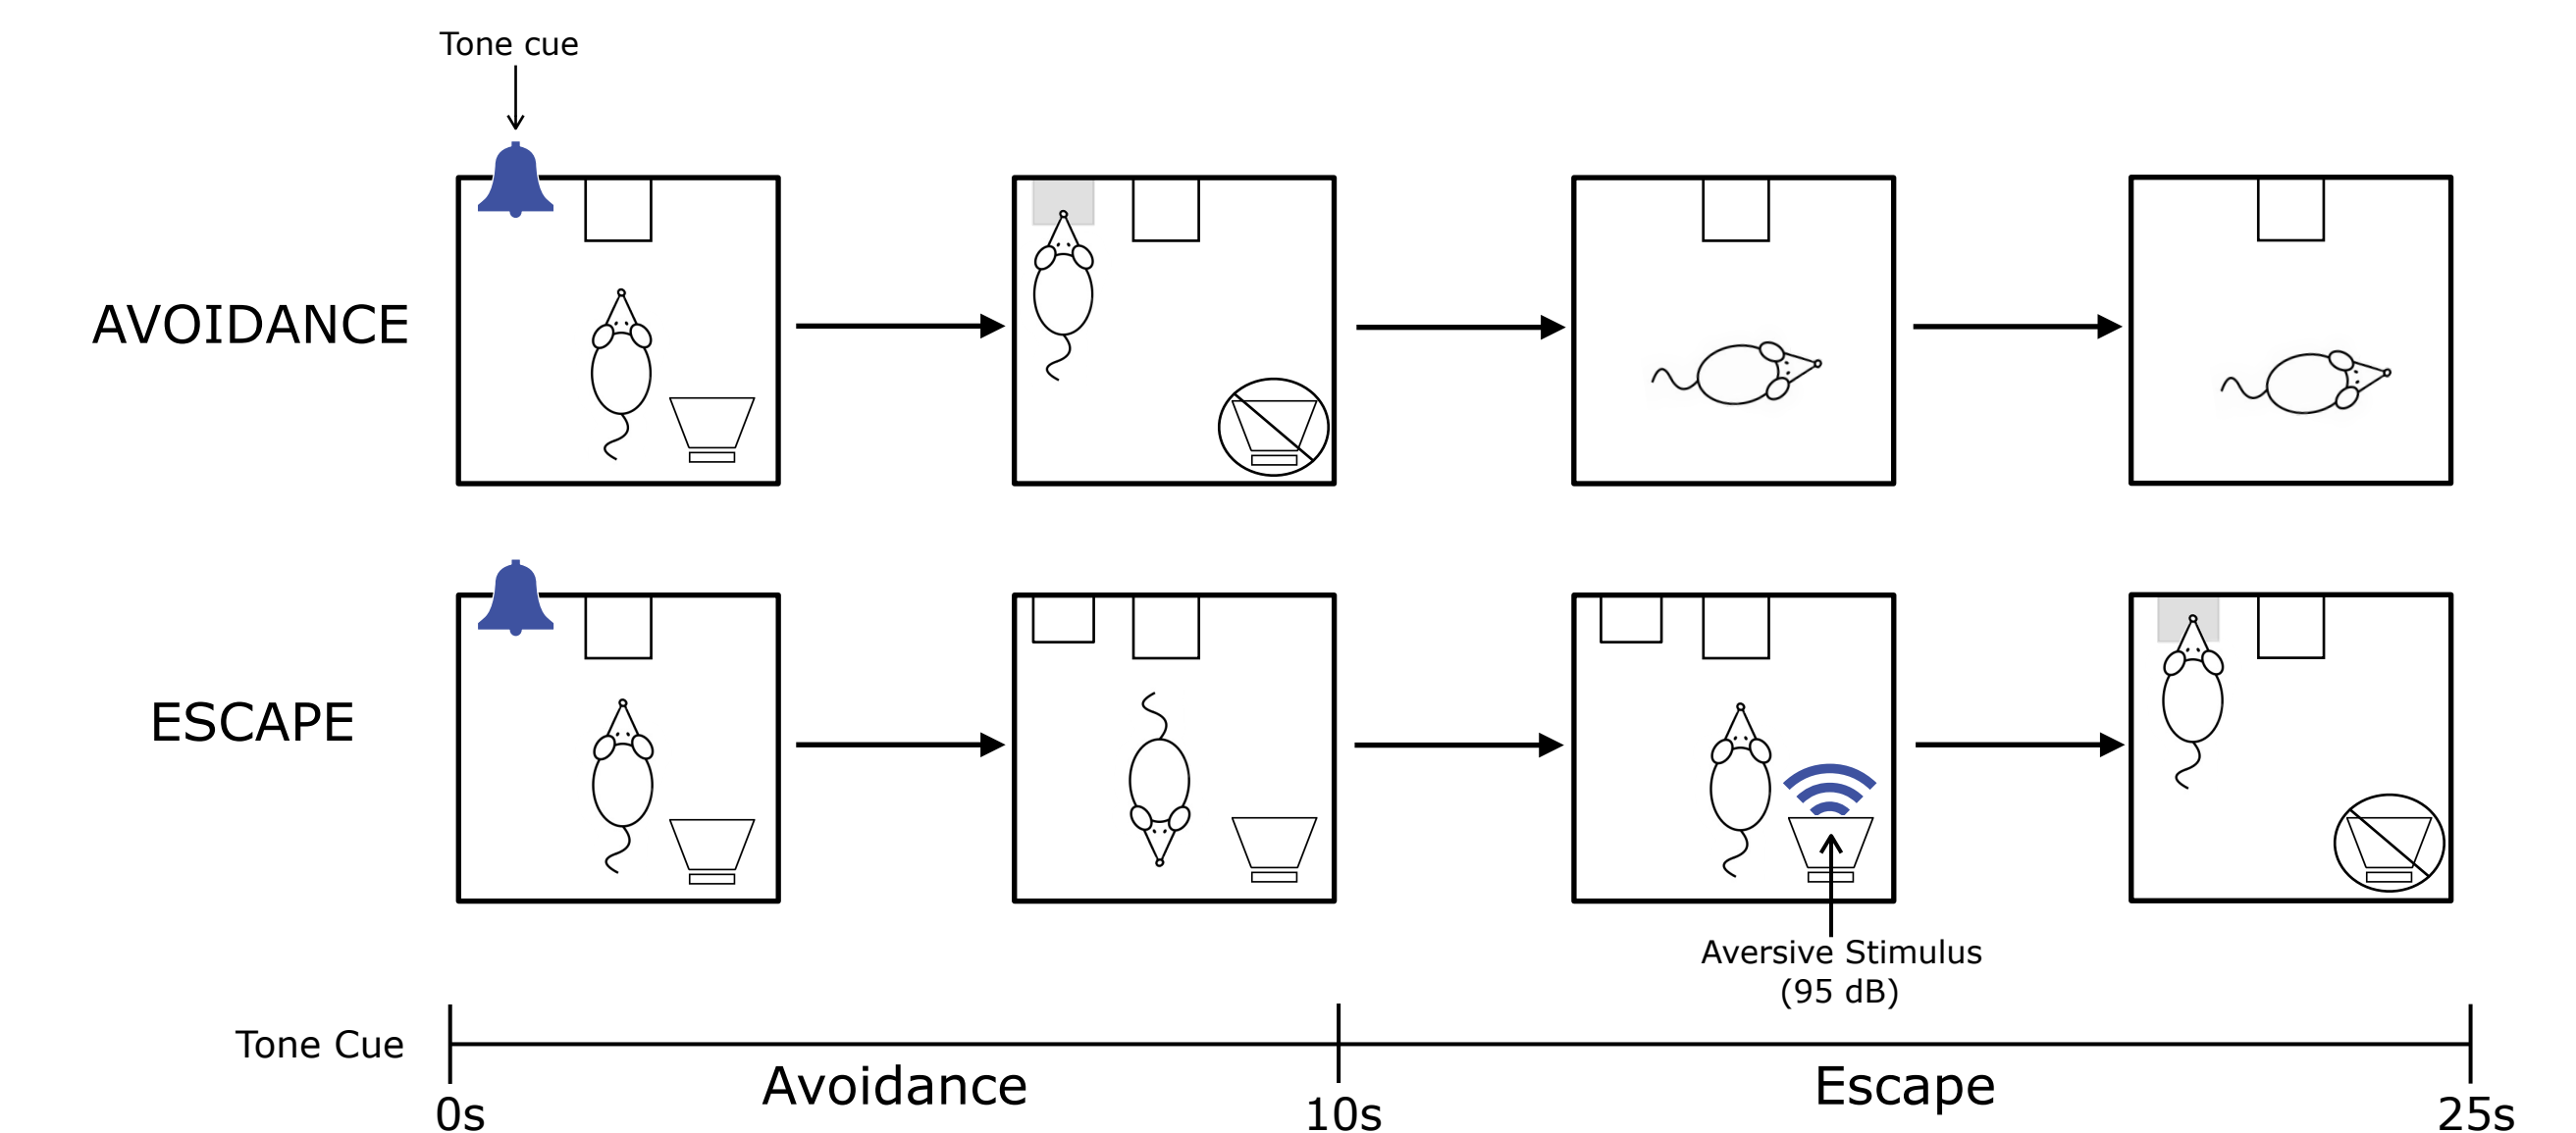 Tone cue
AVOIDANCE
ESCAPE
Aversive Stimulus
(95 dB)
Tone Cue
Avoidance
Escape
0s
10s
25s